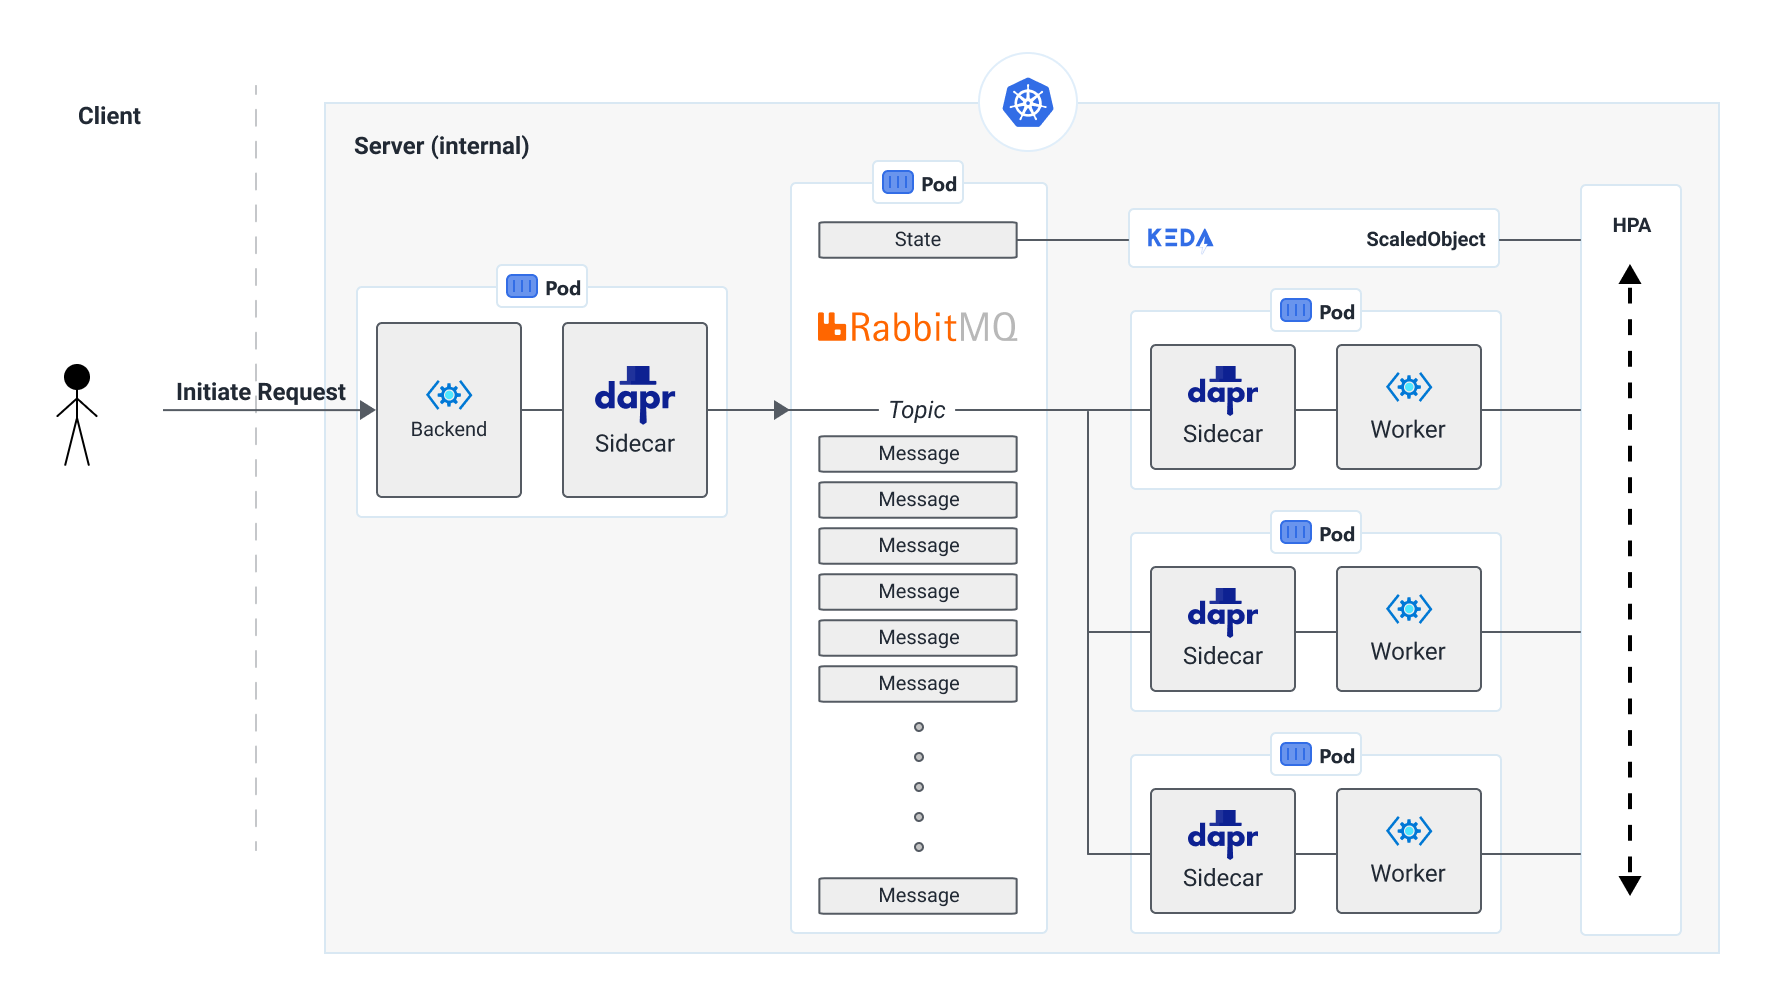 Client
Server (internal)
Initiate Request
Pod
Backend
dapr
Sidecar
Pod
State
RabbitMQ
Topic
Message
Message
Message
Message
Message
Message
Message
KEDA
ScaledObject
Pod
dapr
Sidecar
Worker
Pod
dapr
Sidecar
Worker
Pod
dapr
Sidecar
Worker
HPA